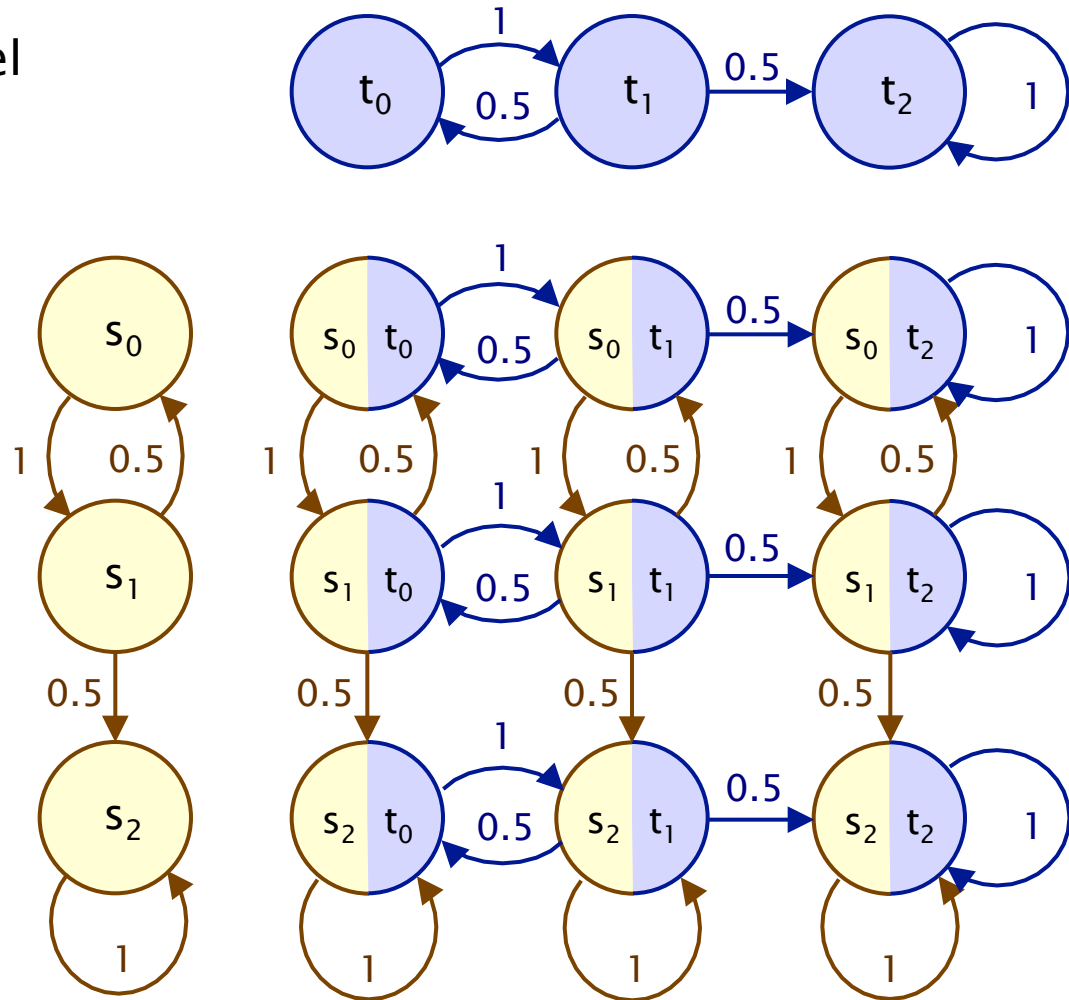 el
1
t₀ 0.5 t₁ 0.5 t₂ 1
1
s₀ s₀ t₀ 0.5 s₀ t₁ 0.5 s₀ t₂ 1
1 0.5 1 0.5 1 0.5 1 0.5
1
s₁ s₁ t₀ 0.5 s₁ t₁ 0.5 s₁ t₂ 1
0.5 0.5 0.5 0.5
1
s₂ s₂ t₀ 0.5 s₂ t₁ 0.5 s₂ t₂ 1
1 1 1 1